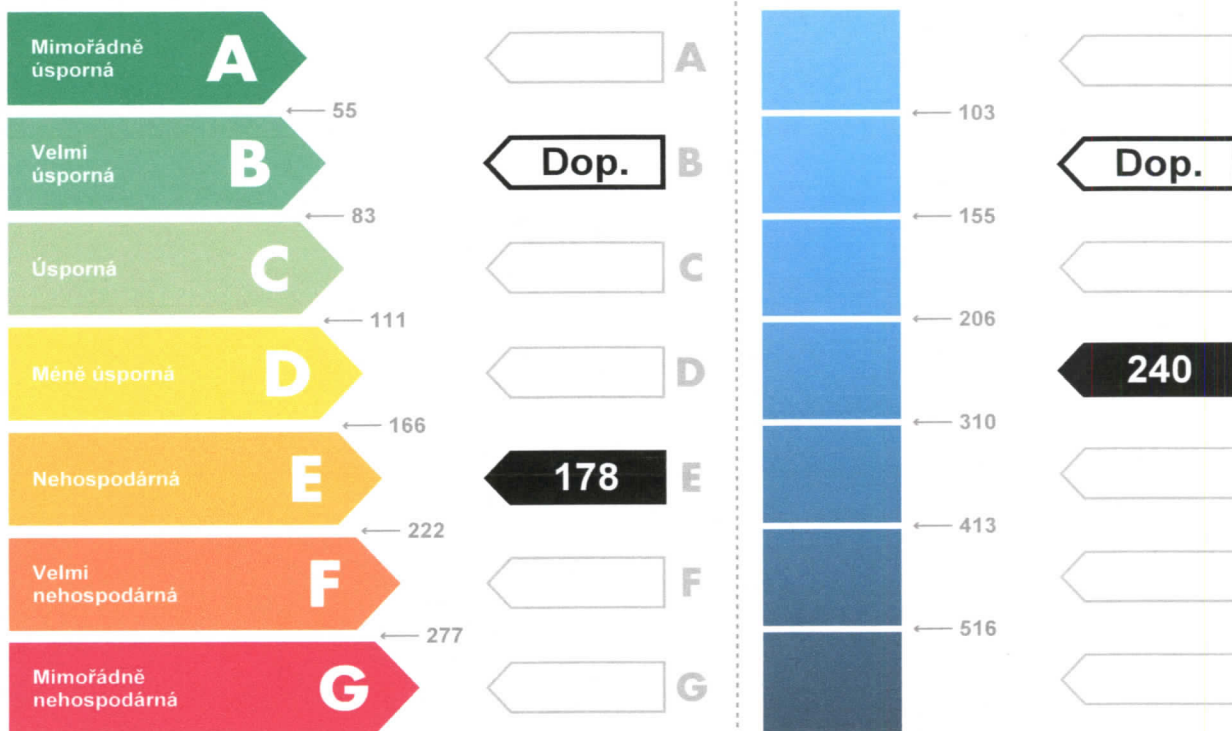 Mimořádně
úsporná
A
A
55
103
Velmi
úsporná
B
Dop.
B
Dop.
83
155
Úsporná
C
C
111
206
Méně úsporná
D
D
240
166
310
Nehospodárná
E
178
E
222
413
Velmi
nehospodárná
F
F
277
516
Mimořádně
nehospodárná
G
G